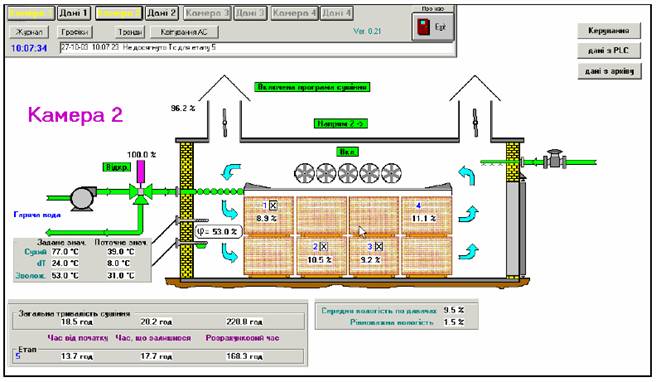 Камера 1 Дані 1 Камера 2 Дані 2 Камера 3 Дані 3 Камера 4 Дані 4
Про нас
Журнал Графіки Тренди Квітування АС
Ver. 0.21
Exit
10:07:34
27-10-03 10:07:23 Не досягнуто Тс для етапу 5
Керування
дані з PLC
дані з архіву
Включена програма сушіння
96.2 %
Камера 2
Напрям 2 ->
100.0 %
Відкр.
Вкл
Гаряча вода
1
8.9 %
4
11.1 %
φ= 53.0 %
2
10.5 %
3
9.2 %
Задане знач. Поточне знач.
Сухий 77.0 °C 39.0 °C
dT 24.0 °C 8.0 °C
Зволож. 53.0 °C 31.0 °C
Загальна тривалість сушіння
18.5 год 20.2 год 220.8 год
Час від початку Час, що залишився Розрахунковий час
Етап
5 13.7 год 17.7 год 168.3 год
Середня вологість по давачах 9.5 %
Рівноважна вологість 1.5 %